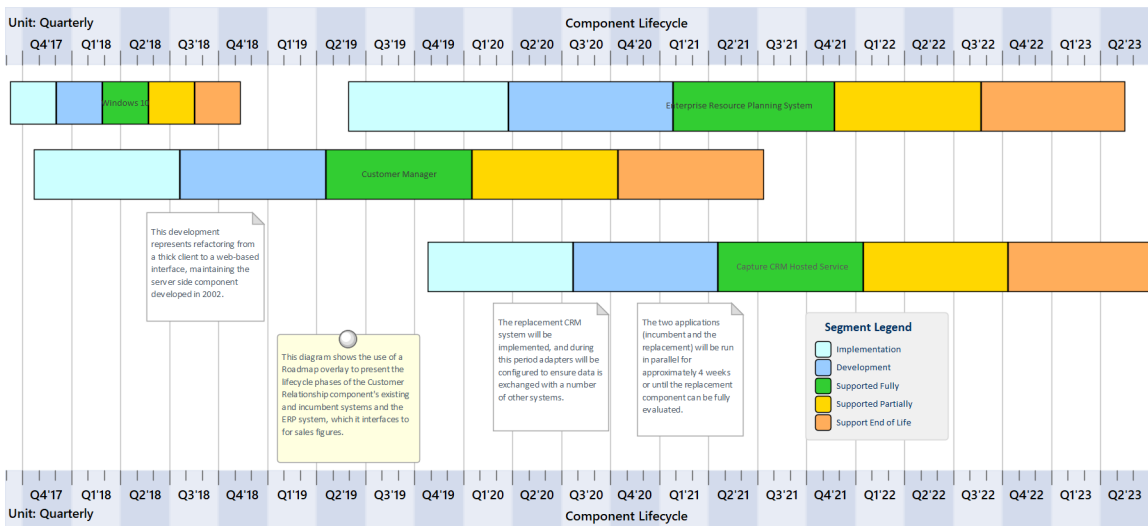 Unit: Quarterly
Component Lifecycle
Q4'17 Q1'18 Q2'18 Q3'18 Q4'18 Q1'19 Q2'19 Q3'19 Q4'19 Q1'20 Q2'20 Q3'20 Q4'20 Q1'21 Q2'21 Q3'21 Q4'21 Q1'22 Q2'22 Q3'22 Q4'22 Q1'23 Q2'23
Windows 10
Enterprise Resource Planning System
Customer Manager
This development
represents refactoring from
a thick client to a web-based
interface, maintaining the
server side component
developed in 2002.
Capture CRM Hosted Service
This diagram shows the use of a
Roadmap overlay to present the
lifecycle phases of the Customer
Relationship component's existing
and incumbent systems and the
ERP system, which it interfaces to
for sales figures.
The replacement CRM
system will be
implemented, and during
this period adapters will be
configured to ensure data is
exchanged with a number
of other systems.
The two applications
(incumbent and the
replacement) will be run
in parallel for
approximately 4 weeks
or until the replacement
component can be fully
evaluated.
Segment Legend
Implementation
Development
Supported Fully
Supported Partially
Support End of Life
Q4'17 Q1'18 Q2'18 Q3'18 Q4'18 Q1'19 Q2'19 Q3'19 Q4'19 Q1'20 Q2'20 Q3'20 Q4'20 Q1'21 Q2'21 Q3'21 Q4'21 Q1'22 Q2'22 Q3'22 Q4'22 Q1'23 Q2'23
Unit: Quarterly
Component Lifecycle